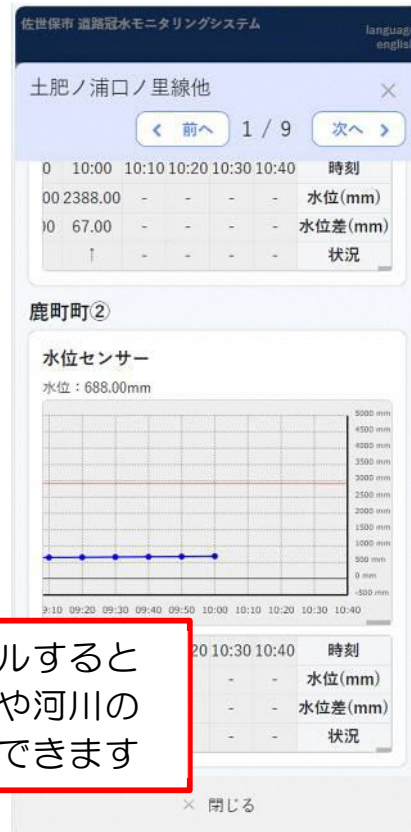 佐世保市 道路冠水モニタリングシステム
language
english
土肥ノ浦口ノ里線他 ×
< 前へ 1 / 9 次へ >
0 10:00 10:10 10:20 10:30 10:40 時刻
00 2388.00 - - - - 水位(mm)
00 67.00 - - - - 水位差(mm)
↑ - - - - 状況
鹿町町②
水位センサー
水位：688.00mm
5000 mm
4500 mm
4000 mm
3500 mm
3000 mm
2500 mm
2000 mm
1500 mm
1000 mm
500 mm
0 mm
-500 mm
9:10 09:20 09:30 09:40 09:50 10:00 10:10 10:20 10:30 10:40
20 10:30 10:40 時刻
- - 水位(mm)
- - 水位差(mm)
- - 状況
ルすると
や河川の
できます
× 閉じる